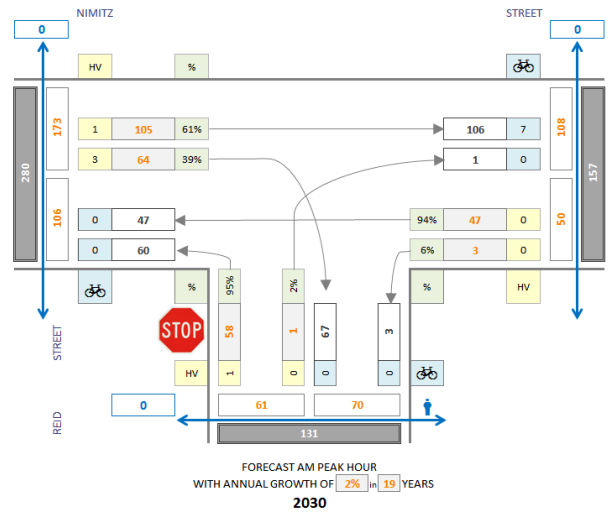 NIMITZ STREET
0 0
HV %
173 1 105 61% 106 7 108
280 3 64 39% 1 0 157
106 0 47 94% 47 0 50
0 60 6% 3 0
% 95% 2% % HV
STREET STOP 58 1 67 3
HV 1 0 0 0
REID 0 61 70
131
FORECAST AM PEAK HOUR
WITH ANNUAL GROWTH OF 2% in 19 YEARS
2030